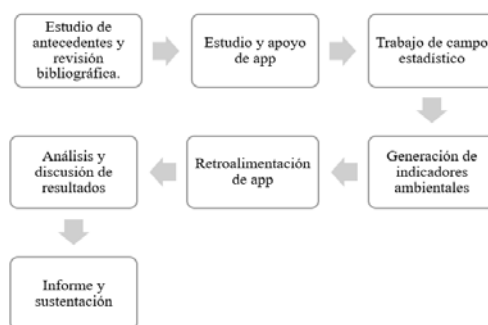 Estudio de
antecedentes y
revisión
bibliográfica.
Estudio y apoyo
de app
Trabajo de campo
estadístico
Generación de
indicadores
ambientales
Retroalimentación
de app
Análisis y
discusión de
resultados
Informe y
sustentación